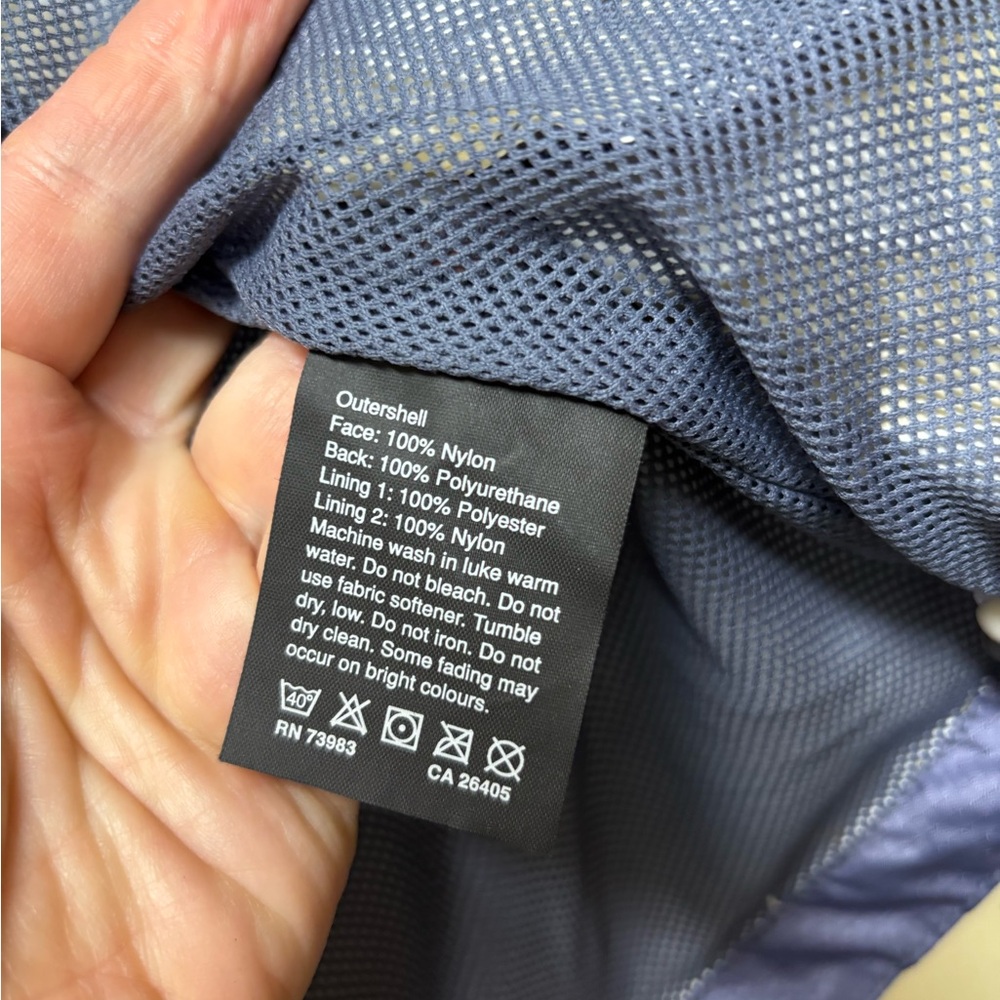 Outershell
Face: 100% Nylon
Back: 100% Polyurethane
Lining 1: 100% Polyester
Lining 2: 100% Nylon
Machine wash in luke warm
water. Do not bleach. Do not
use fabric softener. Tumble
dry, low. Do not iron. Do not
dry clean. Some fading may
occur on bright colours.
40°
RN 73983
CA 26405